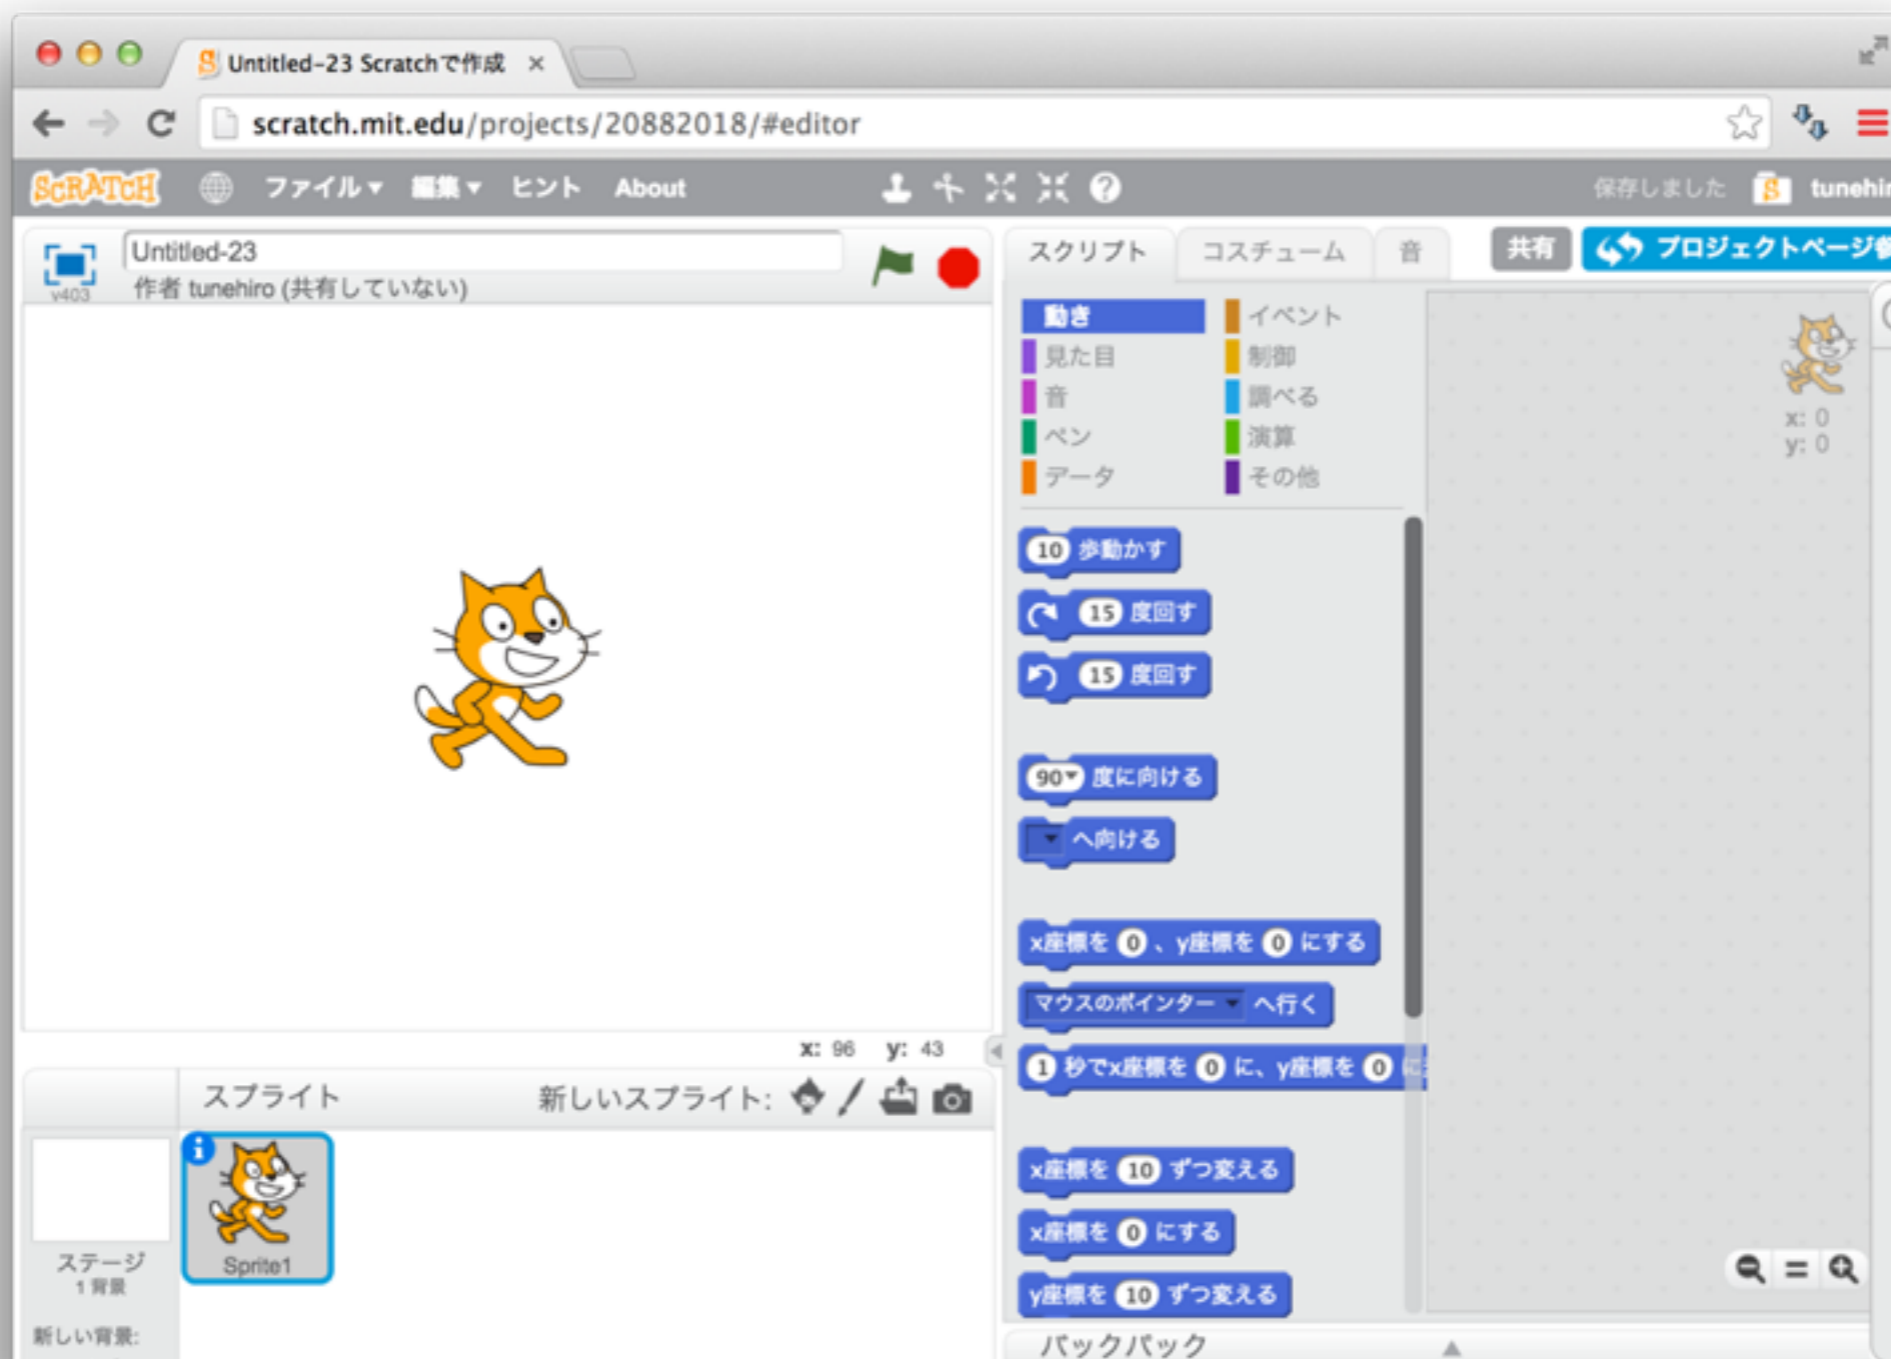 Untitled-23 Scratchで作成
scratch.mit.edu/projects/20882018/#editor
SCRATCH ファイル 編集 ヒント About 保存しました
v403
Untitled-23
作者 tunehiro (共有していない)
スクリプト コスチューム 音 共有 プロジェクトページ
動き イベント
見た目 制御
音 調べる
ペン 演算
データ その他
x: 0
y: 0
10 歩動かす
15 度回す
15 度回す
90 度に向ける
へ向ける
x座標を 0 、y座標を 0 にする
マウスのポインター へ行く
1 秒でx座標を 0 に、y座標を 0 に
x座標を 10 ずつ変える
x座標を 0 にする
y座標を 10 ずつ変える
バックパック
x: 96 y: 43
スプライト 新しいスプライト:
Sprite1
ステージ
1 背景
新しい背景: